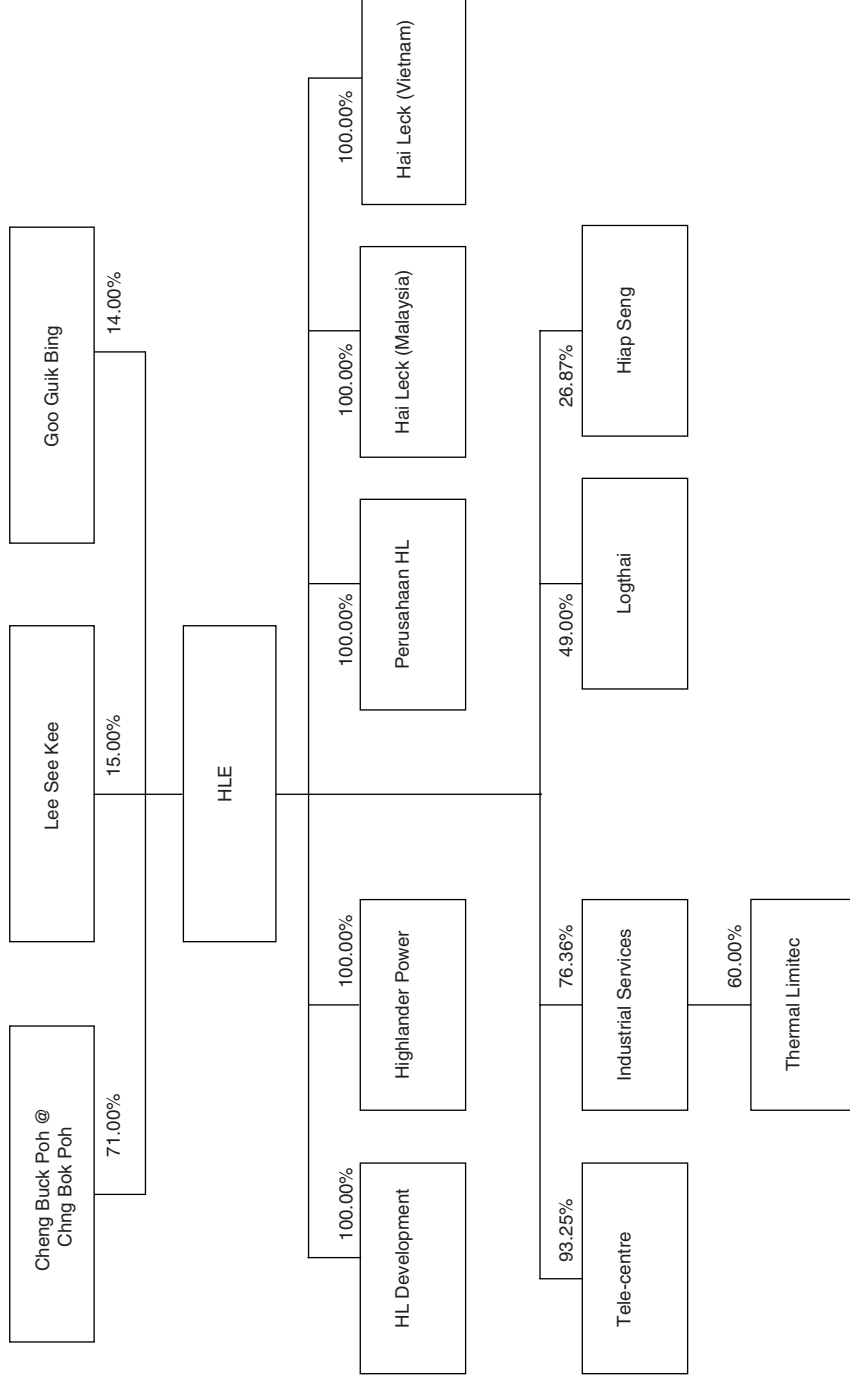 Cheng Buck Poh @
Chng Bok Poh
Lee See Kee
Goo Guik Bing
71.00%
15.00%
14.00%
HLE
100.00%
100.00%
100.00%
100.00%
100.00%
HL Development
Highlander Power
Perusahaan HL
Hai Leck (Malaysia)
Hai Leck (Vietnam)
93.25%
76.36%
49.00%
26.87%
Tele-centre
Industrial Services
Logthai
Hiap Seng
60.00%
Thermal Limitec